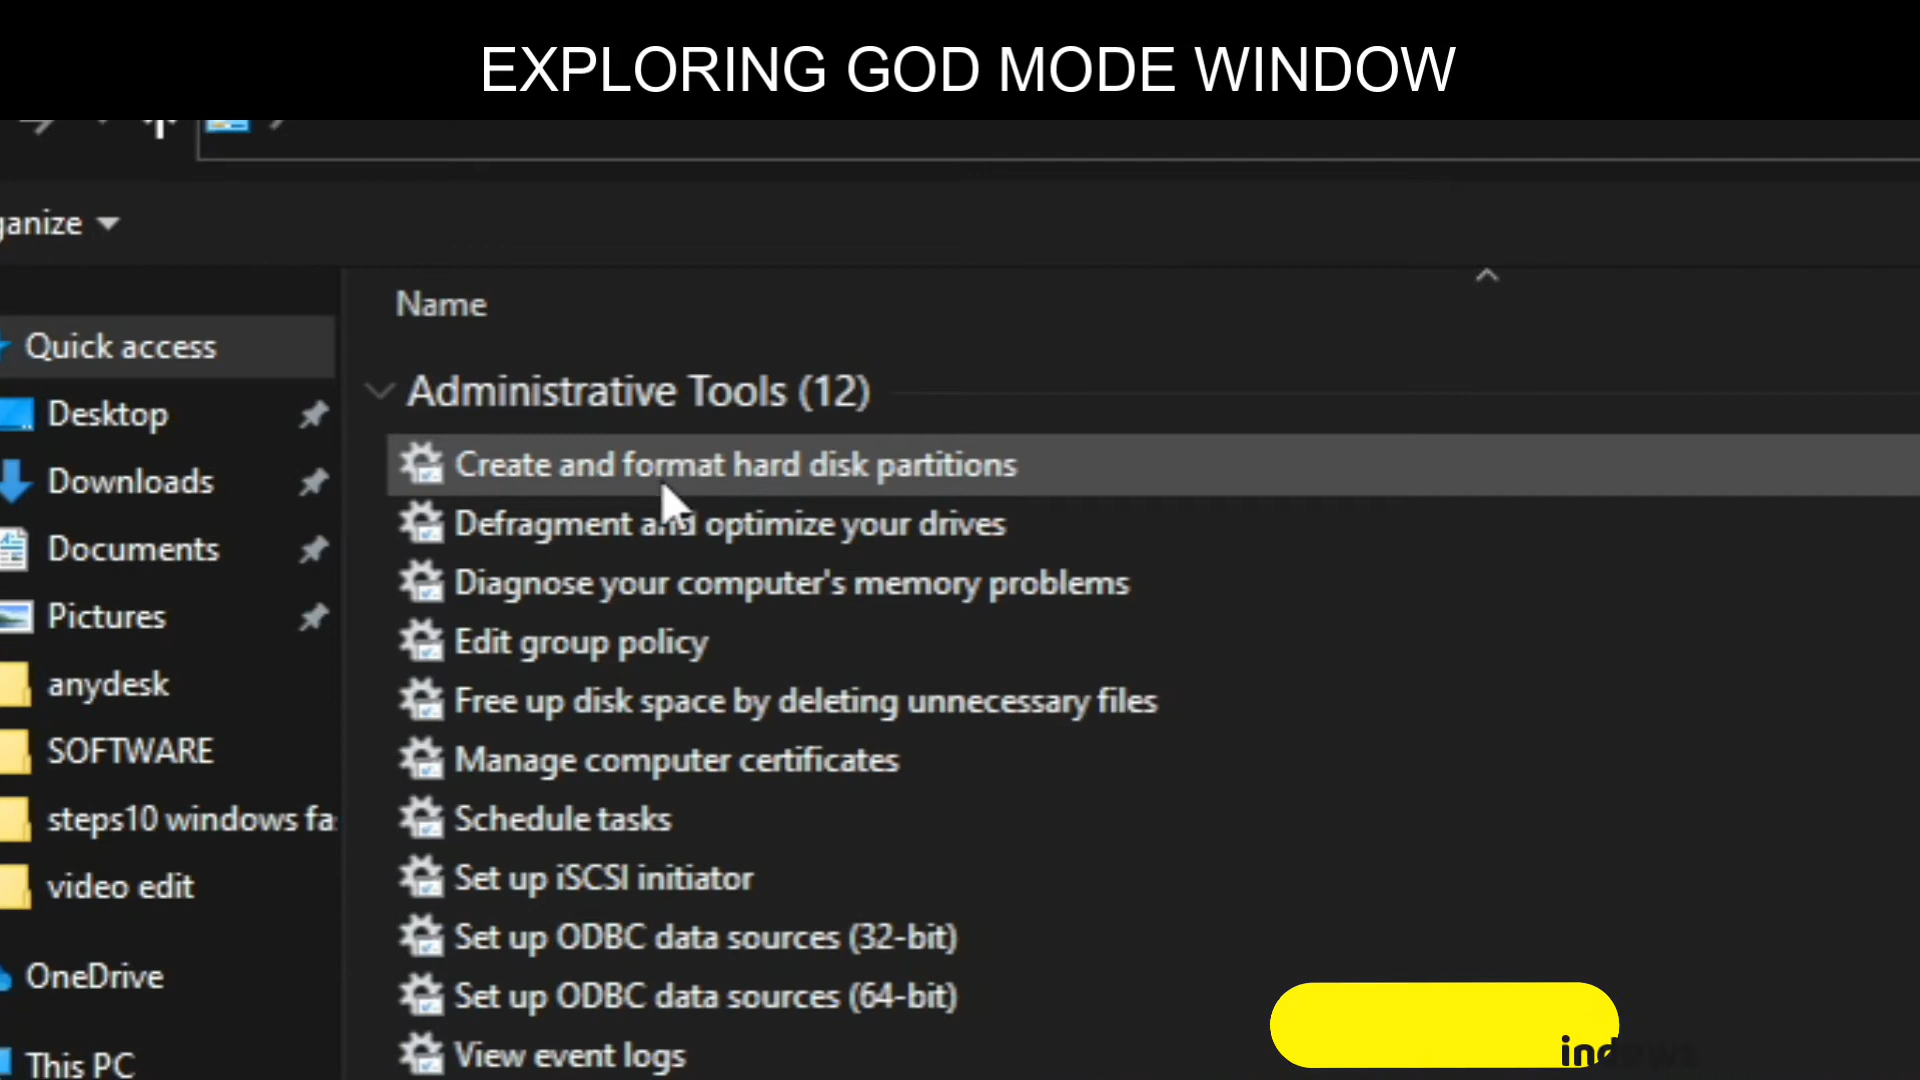 EXPLORING GOD MODE WINDOW
ganize
Name
Quick access
Administrative Tools (12)
Desktop
Create and format hard disk partitions
Downloads
Defragment and optimize your drives
Documents
Diagnose your computer's memory problems
Pictures
Edit group policy
anydesk
Free up disk space by deleting unnecessary files
SOFTWARE
Manage computer certificates
steps10 windows fa
Schedule tasks
video edit
Set up iSCSI initiator
Set up ODBC data sources (32-bit)
OneDrive
Set up ODBC data sources (64-bit)
This PC
View event logs
indows